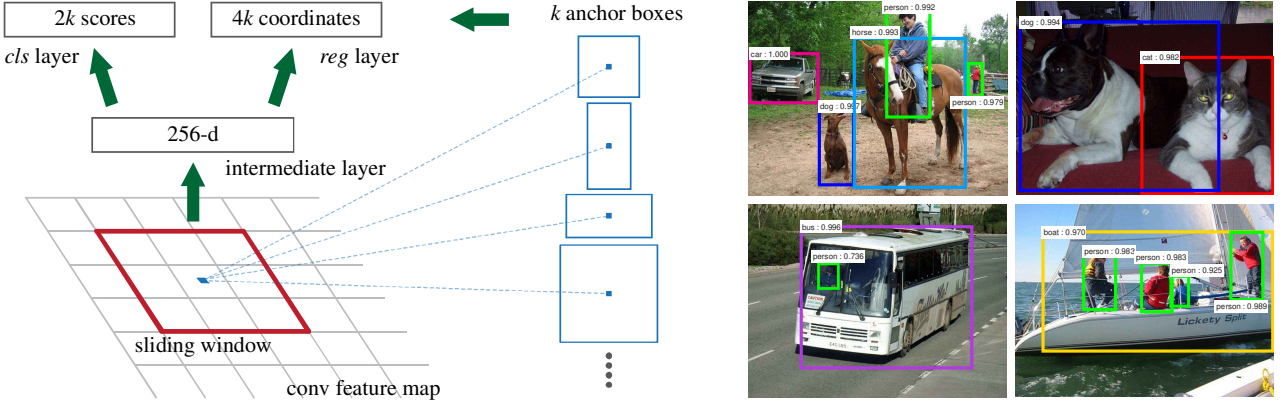 2k scores
4k coordinates
k anchor boxes
cls layer
reg layer
256-d
intermediate layer
sliding window
conv feature map
person : 0.992
horse : 0.993
car : 1.000
dog : 0.997
person : 0.979
dog : 0.994
cat : 0.982
bus : 0.996
person : 0.736
boat : 0.970
person : 0.983
person : 0.983
person : 0.925
person : 0.989
Lickety Split